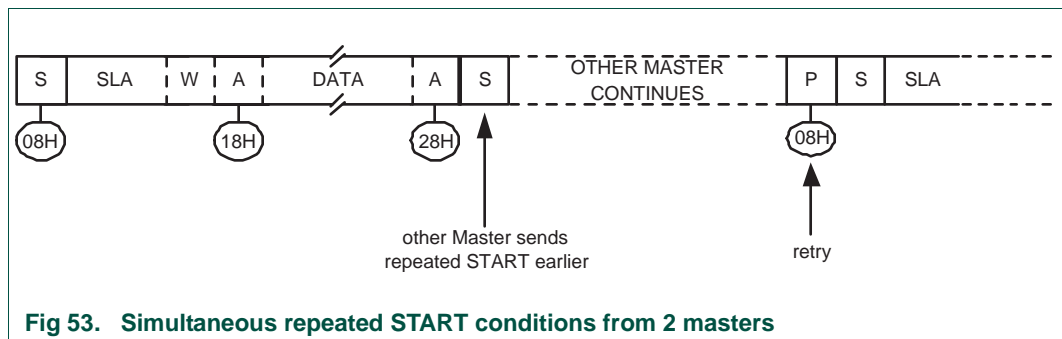 S SLA W A DATA A S OTHER MASTER CONTINUES P S SLA
08H 18H 28H 08H
other Master sends
repeated START earlier
retry
Fig 53. Simultaneous repeated START conditions from 2 masters